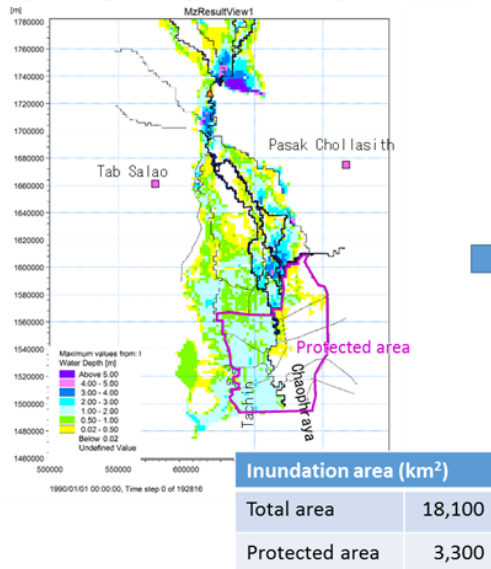 [m]
MzResultView1
1780000
1760000
1740000
1720000
1700000
1680000
1660000
1640000
1620000
1600000
1580000
1560000
1540000
1520000
1500000
1480000
1460000
Tab Salao
Pasak Chollasith
Protected area
Tachin
Chaophraya
Maximum values from: I
Water Depth [m]
Above 5.00
4.00 - 5.00
3.00 - 4.00
2.00 - 3.00
1.00 - 2.00
0.50 - 1.00
0.02 - 0.50
Below 0.02
Undefined Value
500000
600000
1990/01/01 00:00:00, Time step 0 of 192816
Inundation area (km²)
Total area 18,100
Protected area 3,300